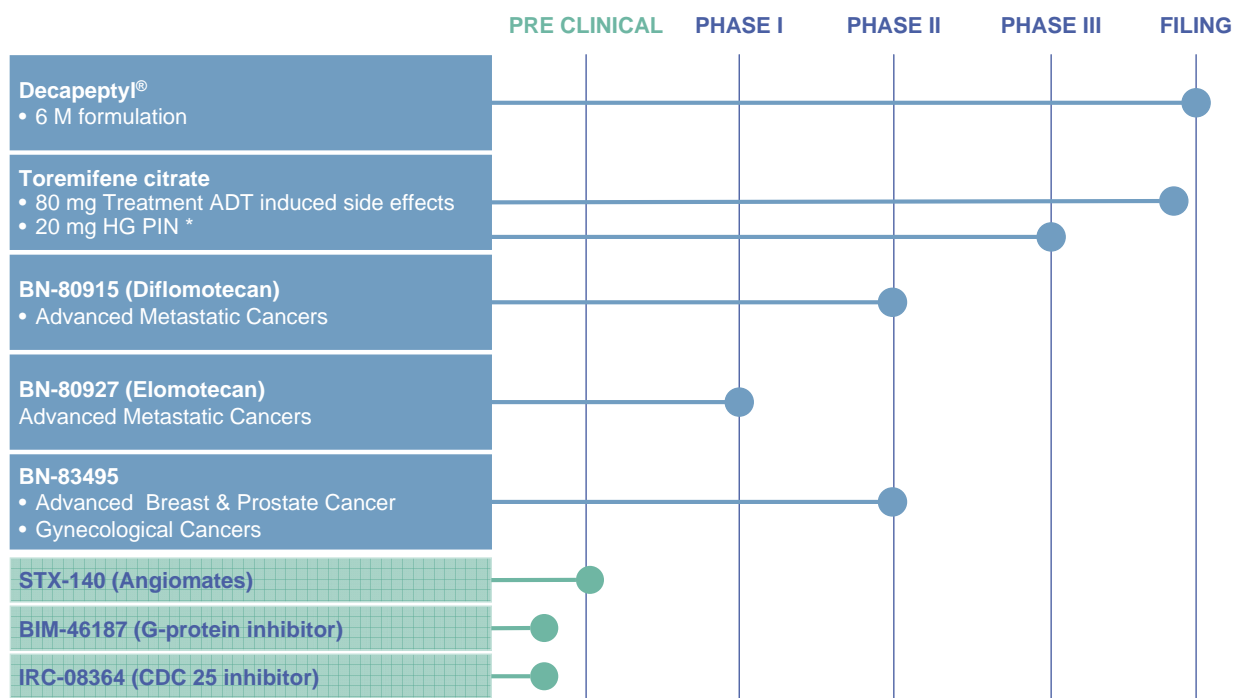 PRE CLINICAL PHASE I PHASE II PHASE III FILING
Decapeptyl®
• 6 M formulation
Toremifene citrate
• 80 mg Treatment ADT induced side effects
• 20 mg HG PIN *
BN-80915 (Diflomotecan)
• Advanced Metastatic Cancers
BN-80927 (Elomotecan)
Advanced Metastatic Cancers
BN-83495
• Advanced Breast & Prostate Cancer
• Gynecological Cancers
STX-140 (Angiomates)
BIM-46187 (G-protein inhibitor)
IRC-08364 (CDC 25 inhibitor)